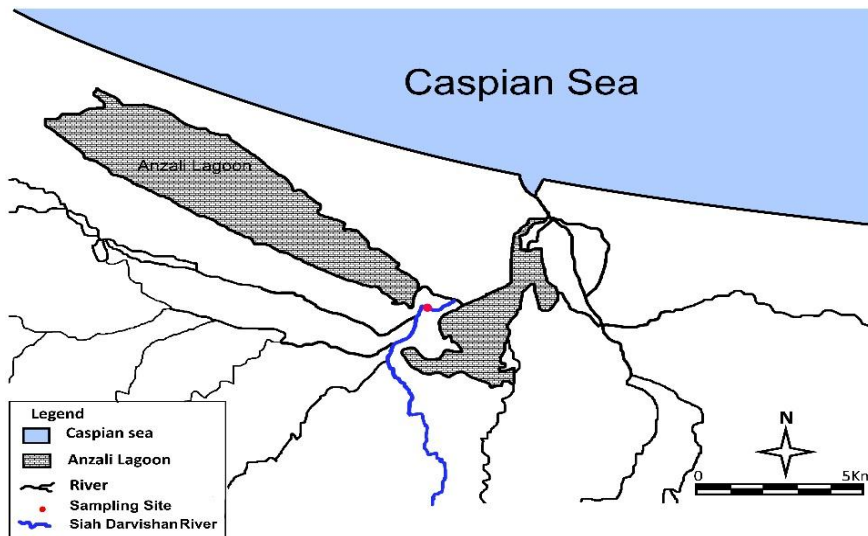 Caspian Sea
Anzali Lagoon
Legend
Caspian sea
Anzali Lagoon
River
Sampling Site
Siah Darvishan River
N
0 5Km